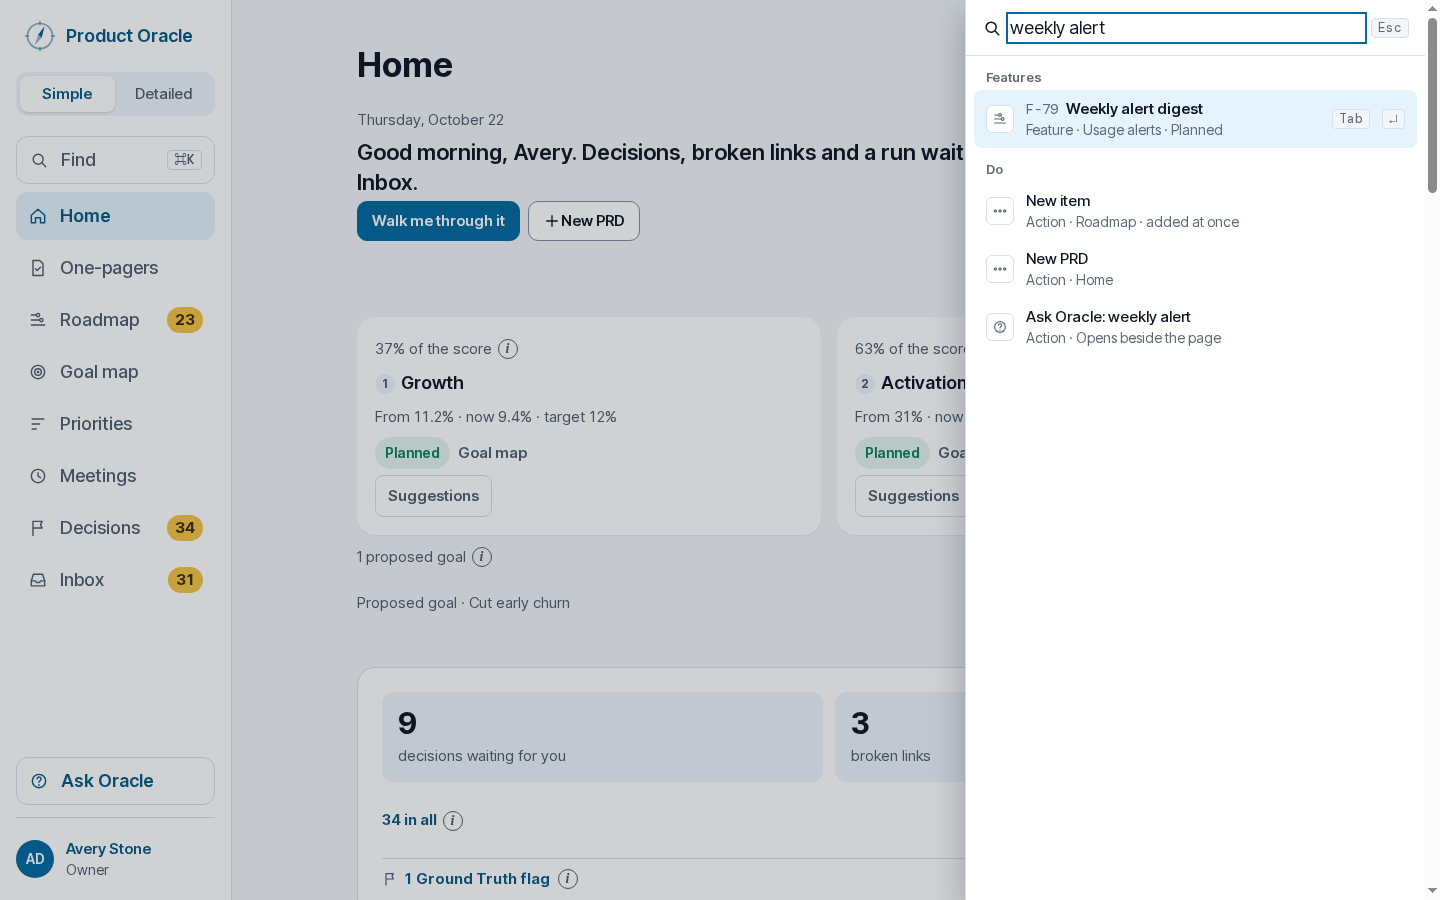 Product Oracle
Simple
Detailed
Find
⌘K
Home
One-pagers
Roadmap
23
Goal map
Priorities
Meetings
Decisions
34
Inbox
31
Ask Oracle
AD
Avery Stone
Owner
Home
Thursday, October 22
Good morning, Avery. Decisions, broken links and a run wait
Inbox.
Walk me through it
+ New PRD
37% of the score i
1 Growth
From 11.2% · now 9.4% · target 12%
Planned
Goal map
Suggestions
63% of the score
2 Activation
From 31% · now
Planned
Goa
Suggestions
1 proposed goal i
Proposed goal · Cut early churn
9
decisions waiting for you
3
broken links
34 in all i
1 Ground Truth flag i
weekly alert
Esc
Features
F-79 Weekly alert digest
Feature · Usage alerts · Planned
Tab
↵
Do
New item
Action · Roadmap · added at once
New PRD
Action · Home
Ask Oracle: weekly alert
Action · Opens beside the page